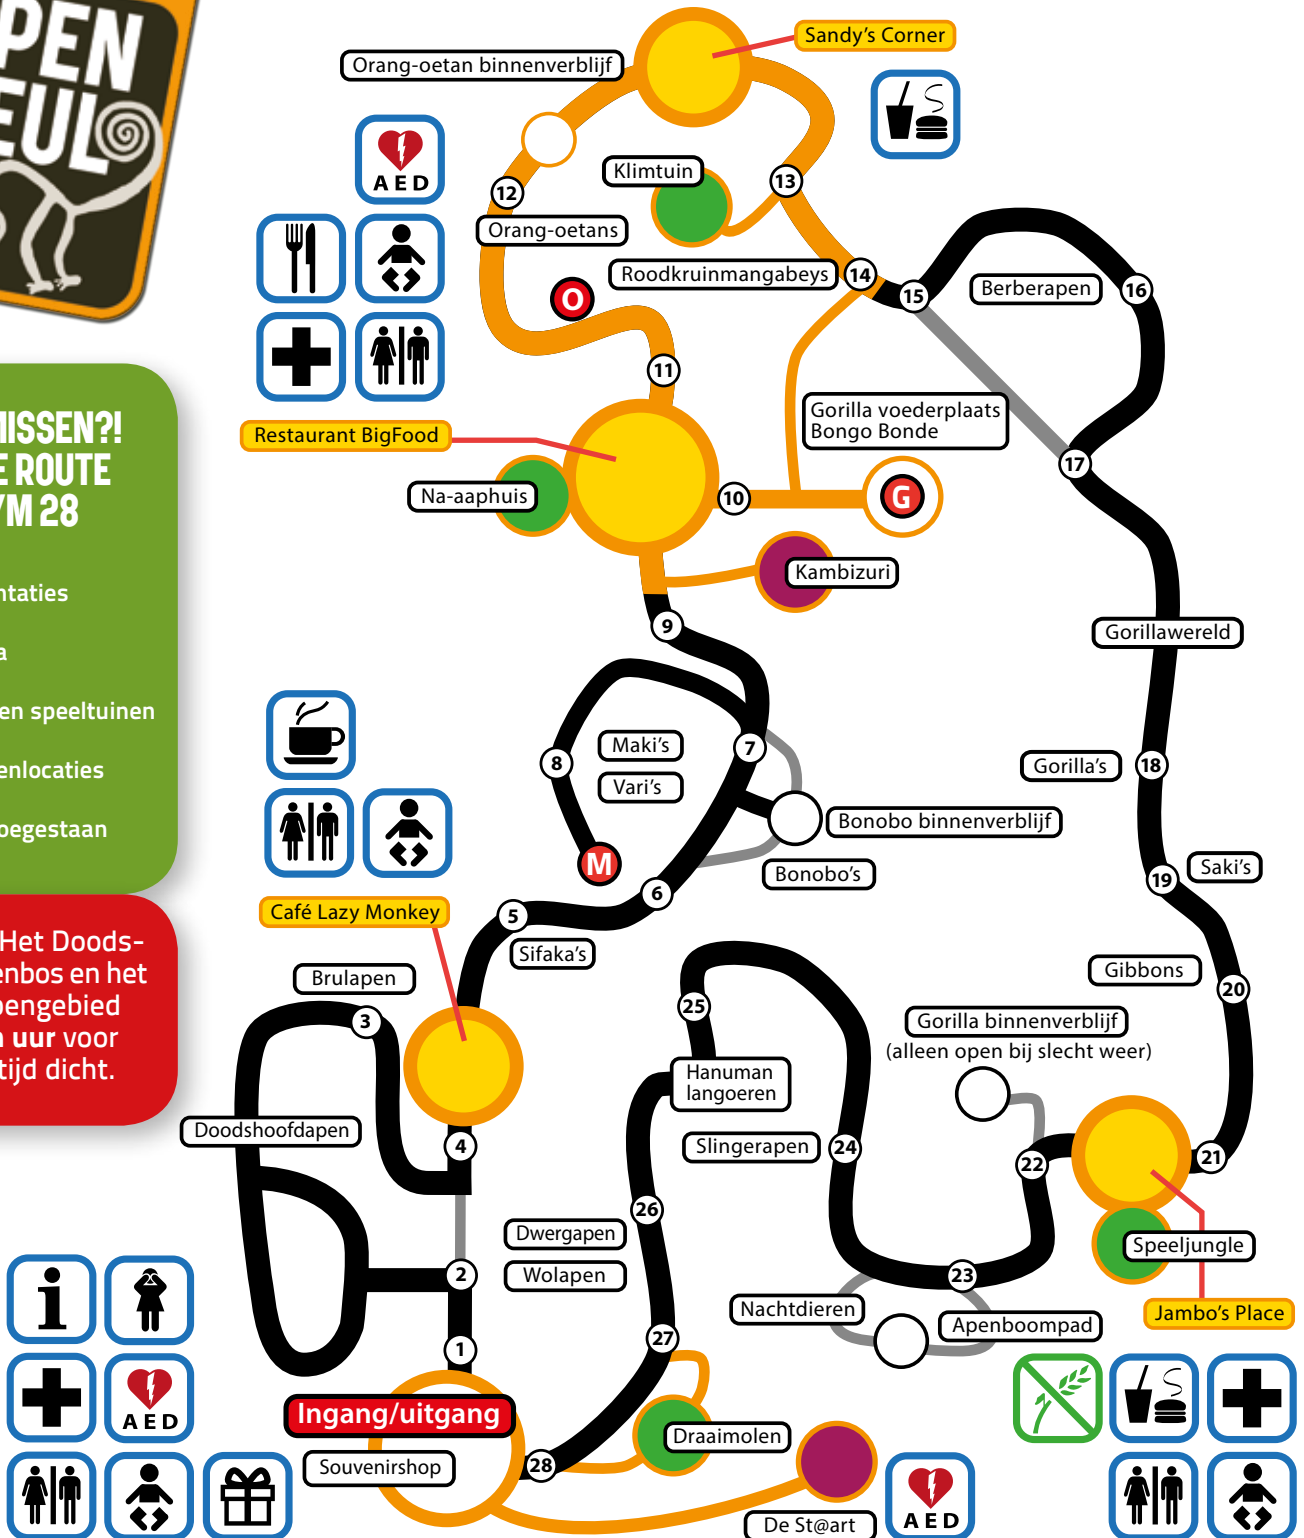 PEN
EUL
MISSEN?!
E ROUTE
/M 28
ntaties
a
en speeltuinen
enlocaties
oegestaan
Het Doods-
enbos en het
pengebied
n uur voor
tijd dicht.
Sandy's Corner
Orang-oetan binnenverblijf
AED
Klimtuin
13
12
Orang-oetans
Roodkruinmangabeys
14
15
Berberapen
16
O
11
Gorilla voederplaats
Bongo Bonde
Restaurant BigFood
17
Na-aaphuis
10
G
Kambizuri
9
Gorillawereld
Maki's
7
8
Vari's
Gorilla's
18
Bonobo binnenverblijf
M
Bonobo's
Saki's
19
6
Café Lazy Monkey
5
Sifaka's
Brulapen
Gibbons
20
3
25
Gorilla binnenverblijf
(alleen open bij slecht weer)
Hanuman
langoeren
Doodshoofdapen
4
Slingerapen
24
22
21
26
Dwergapen
Speeljungle
Wolapen
2
23
Nachtdieren
Apenboompad
Jambo's Place
1
27
i
AED
Ingang/uitgang
Draaimolen
Souvenirshop
28
De St@art
AED